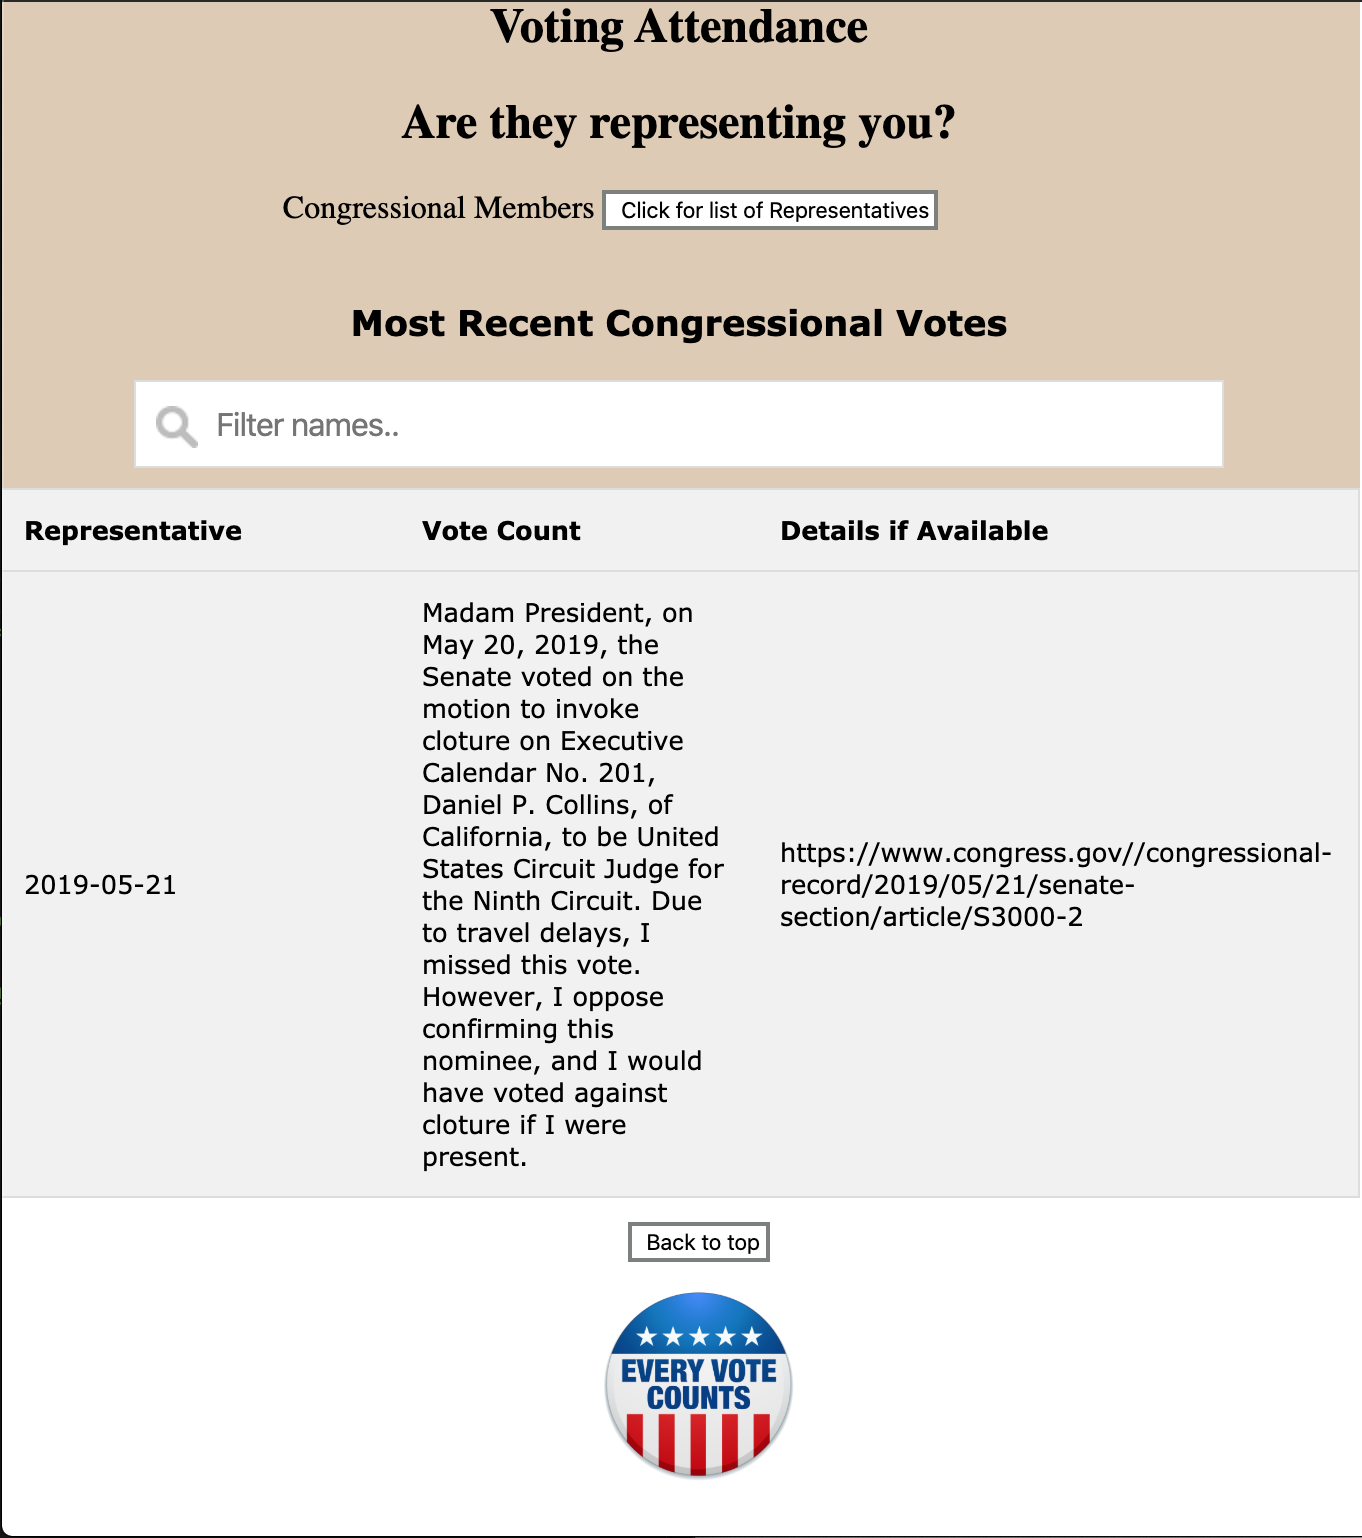 Voting Attendance
Are they representing you?
Congressional Members Click for list of Representatives
Most Recent Congressional Votes
Filter names..
Representative Vote Count Details if Available
2019-05-21
Madam President, on
May 20, 2019, the
Senate voted on the
motion to invoke
cloture on Executive
Calendar No. 201,
Daniel P. Collins, of
California, to be United
States Circuit Judge for
the Ninth Circuit. Due
to travel delays, I
missed this vote.
However, I oppose
confirming this
nominee, and I would
have voted against
cloture if I were
present.
https://www.congress.gov//congressional-
record/2019/05/21/senate-
section/article/S3000-2
Back to top
EVERY VOTE
COUNTS